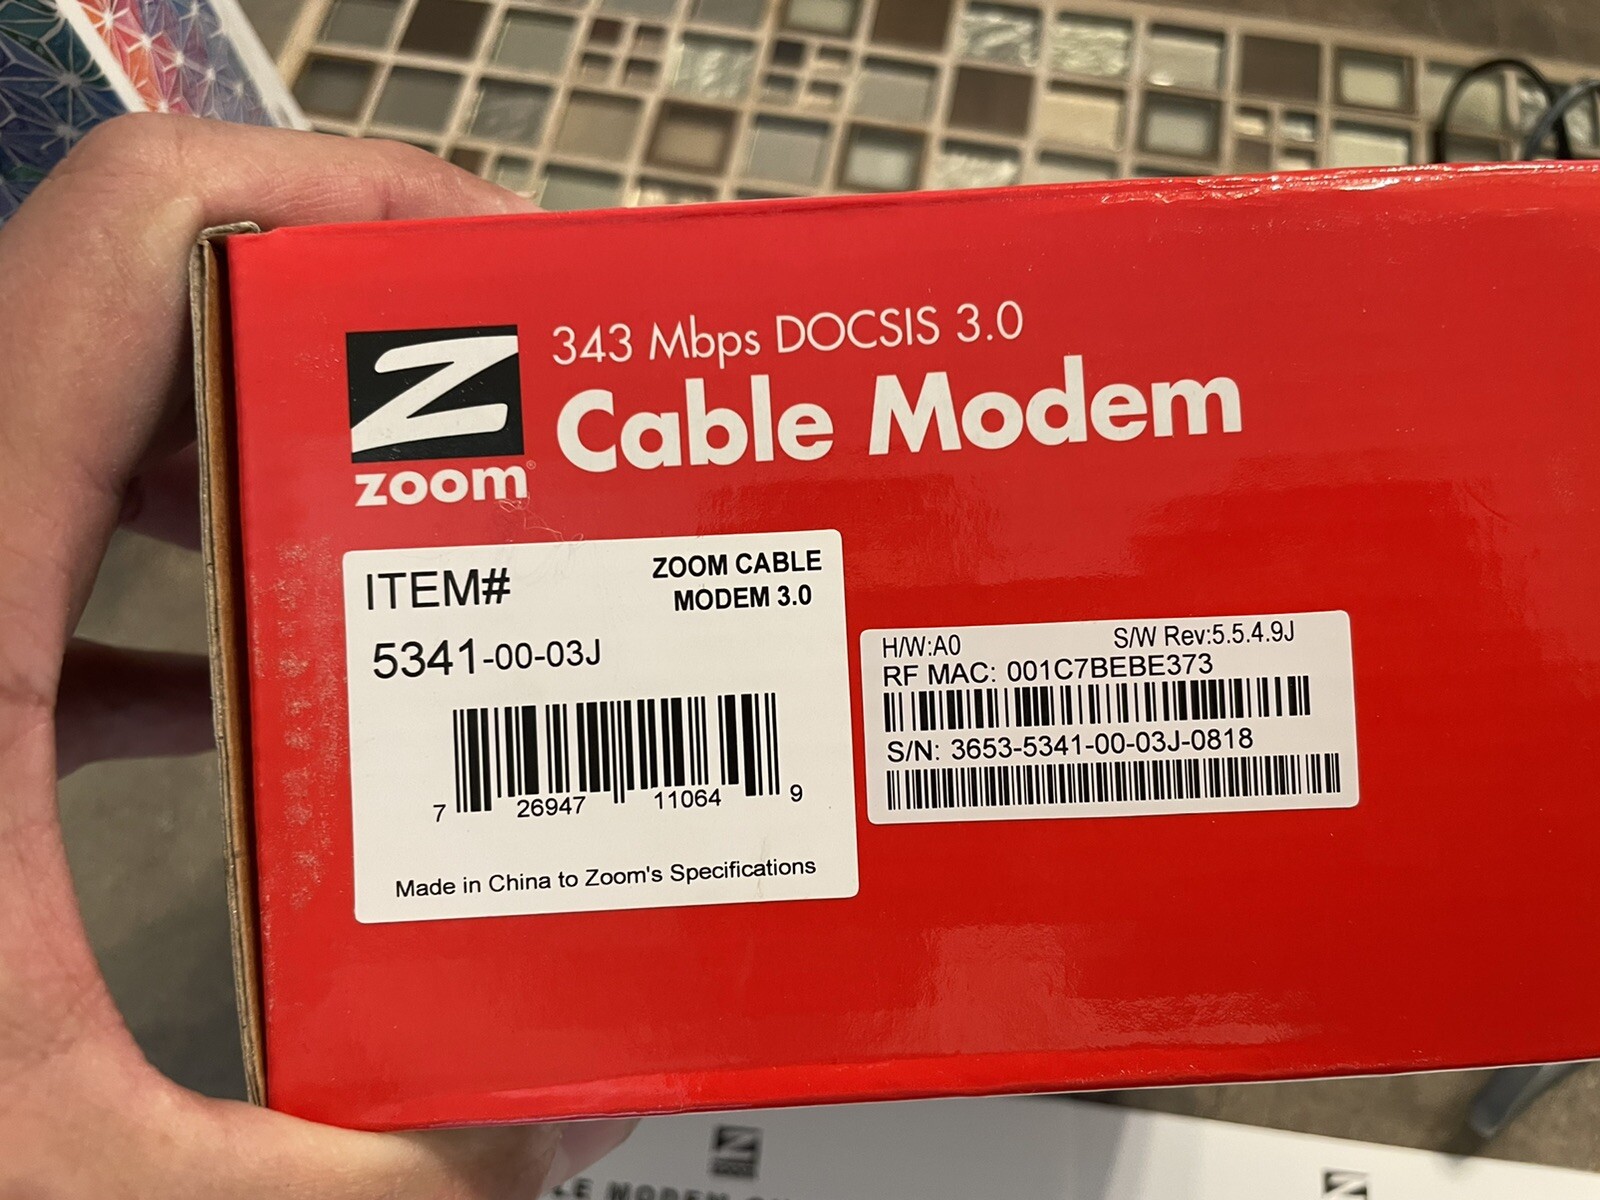 343 Mbps DOCSIS 3.0
Cable Modem
Z
zoom®
ITEM#
ZOOM CABLE
MODEM 3.0
5341-00-03J
7 26947 11064 9
Made in China to Zoom's Specifications
H/W:A0 S/W Rev:5.5.4.9J
RF MAC: 001C7BEBE373
S/N: 3653-5341-00-03J-0818
Z
zoom
Z
MODEM